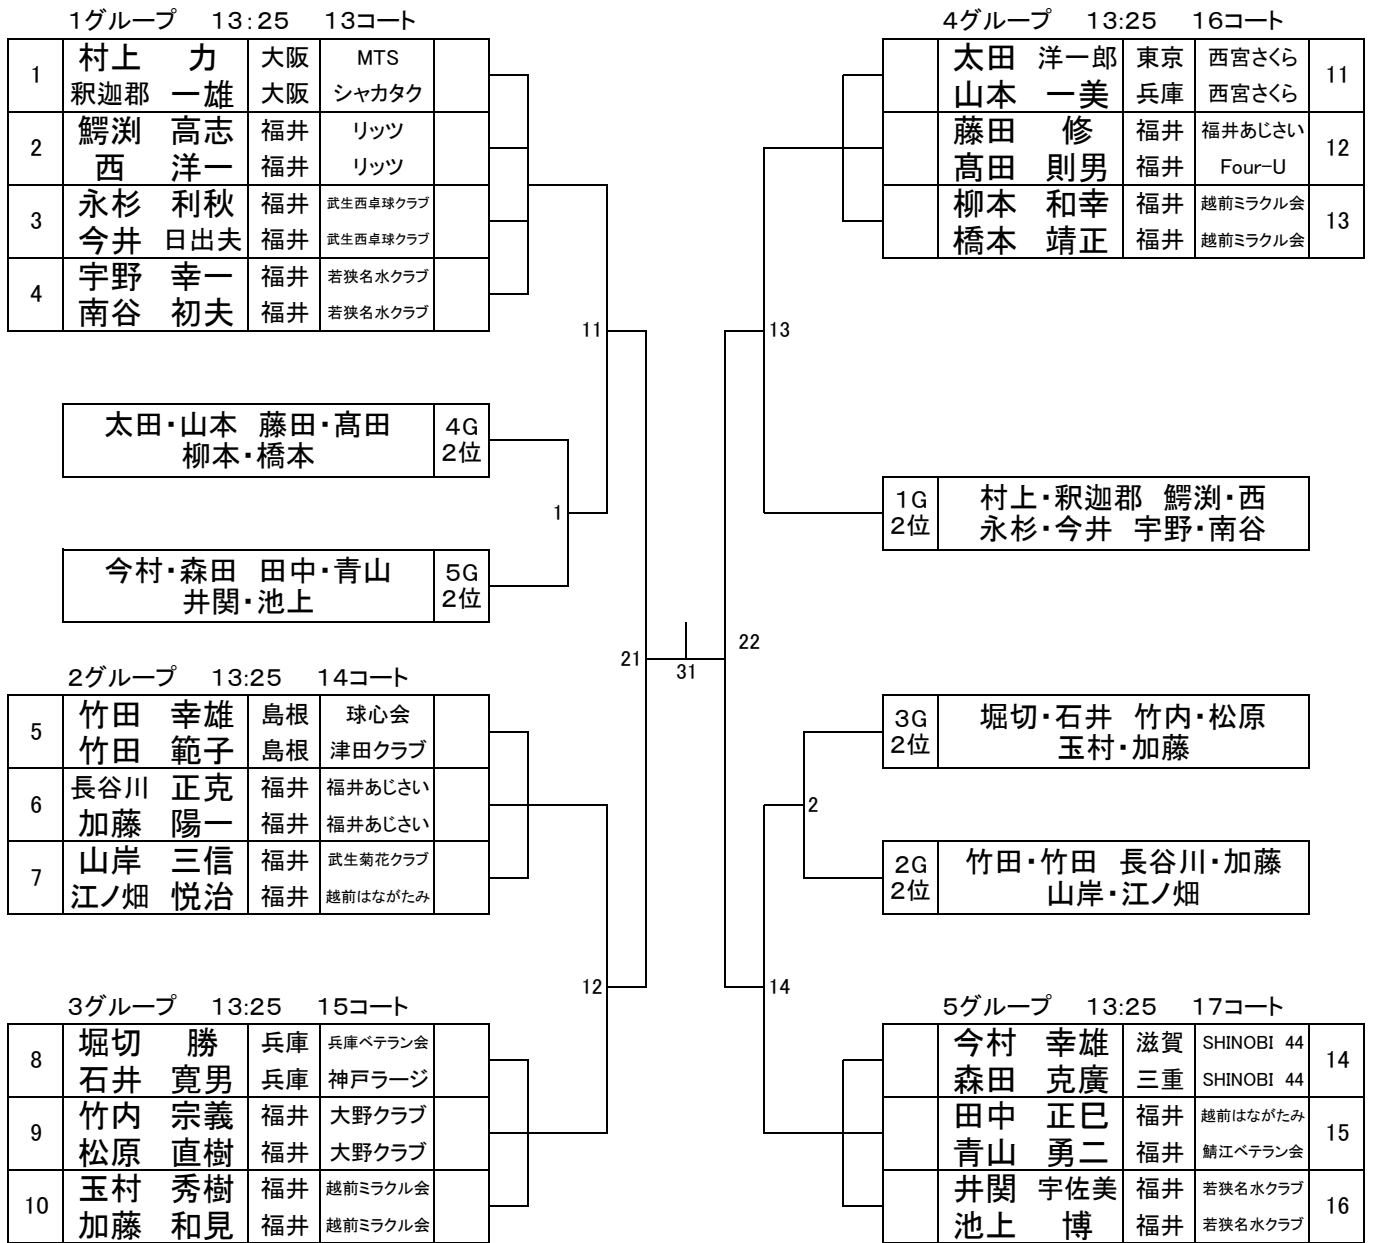 1グループ　13:25　13コート
1
村上　力　大阪　MTS
釈迦郡　一雄　大阪　シャカタク
2
鰐渕　高志　福井　リッツ
西　洋一　福井　リッツ
3
永杉　利秋　福井　武生西卓球クラブ
今井　日出夫　福井　武生西卓球クラブ
4
宇野　幸一　福井　若狭名水クラブ
南谷　初夫　福井　若狭名水クラブ
11
太田・山本　藤田・髙田
柳本・橋本
4G
2位
1
今村・森田　田中・青山
井関・池上
5G
2位
21
2グループ　13:25　14コート
5
竹田　幸雄　島根　球心会
竹田　範子　島根　津田クラブ
6
長谷川　正克　福井　福井あじさい
加藤　陽一　福井　福井あじさい
7
山岸　三信　福井　武生菊花クラブ
江ノ畑　悦治　福井　越前はながたみ
12
3グループ　13:25　15コート
8
堀切　勝　兵庫　兵庫ベテラン会
石井　寛男　兵庫　神戸ラージ
9
竹内　宗義　福井　大野クラブ
松原　直樹　福井　大野クラブ
10
玉村　秀樹　福井　越前ミラクル会
加藤　和見　福井　越前ミラクル会
31
4グループ　13:25　16コート
太田　洋一郎　東京　西宮さくら
山本　一美　兵庫　西宮さくら
11
藤田　修　福井　福井あじさい
髙田　則男　福井　Four-U
12
柳本　和幸　福井　越前ミラクル会
橋本　靖正　福井　越前ミラクル会
13
13
1G
2位
村上・釈迦郡　鰐渕・西
永杉・今井　宇野・南谷
22
3G
2位
堀切・石井　竹内・松原
玉村・加藤
2
2G
2位
竹田・竹田　長谷川・加藤
山岸・江ノ畑
14
5グループ　13:25　17コート
今村　幸雄　滋賀　SHINOBI 44
森田　克廣　三重　SHINOBI 44
14
田中　正巳　福井　越前はながたみ
青山　勇二　福井　鯖江ベテラン会
15
井関　宇佐美　福井　若狭名水クラブ
池上　博　福井　若狭名水クラブ
16